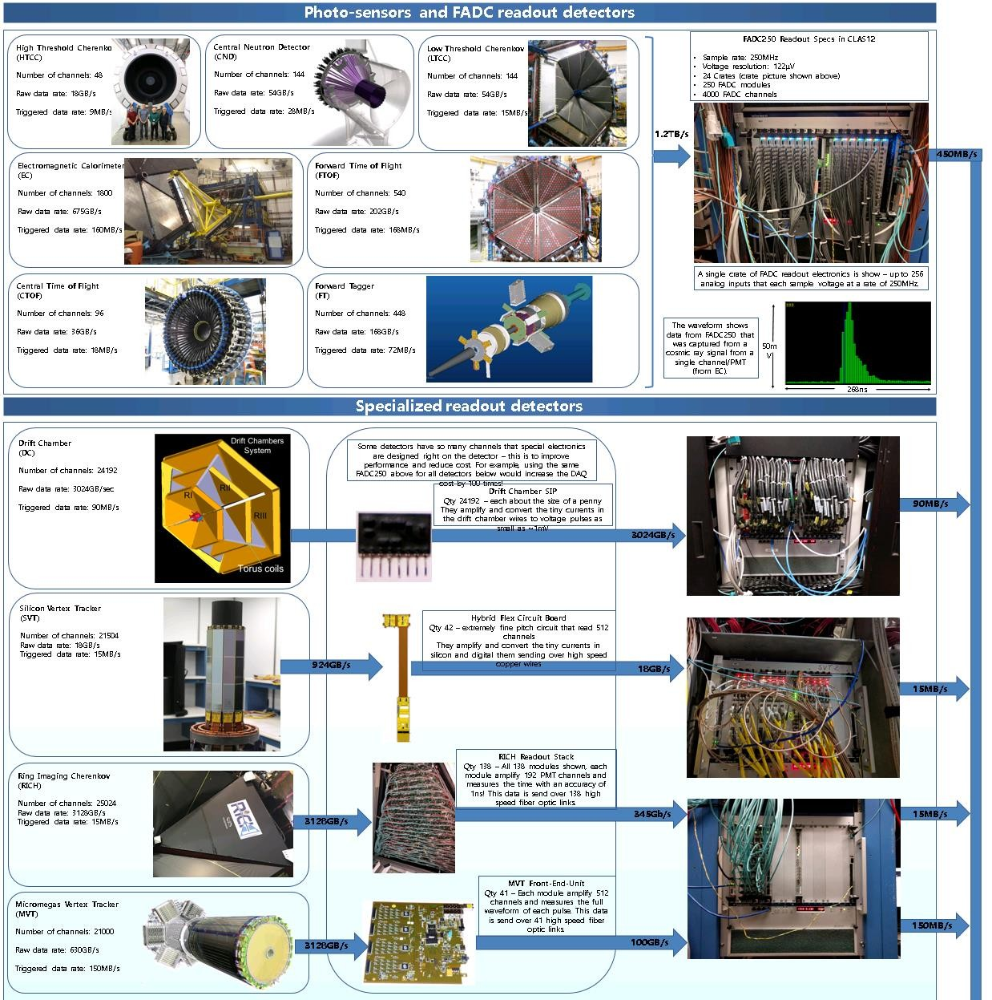 Photo-sensors and FADC readout detectors
High Threshold Cherenko
(HTCC)
Number of channels: 48
Raw data rate: 18GB/s
Triggered data rate: 9MB/s
Central Neutron Detector
(CND)
Number of channels: 144
Raw data rate: 54GB/s
Triggered data rate: 28MB/s
Low Threshold Cherenkov
(LTCC)
Number of channels: 144
Raw data rate: 54GB/s
Triggered data rate: 15MB/s
Electromagnetic Calorimeter
(EC)
Number of channels: 1800
Raw data rate: 675GB/s
Triggered data rate: 160MB/s
Forward Time of Flight
(FTOF)
Number of channels: 540
Raw data rate: 202GB/s
Triggered data rate: 168MB/s
Central Time of Flight
(CTOF)
Number of channels: 96
Raw data rate: 36GB/s
Triggered data rate: 18MB/s
Forward Tagger
(FT)
Number of channels: 448
Raw data rate: 168GB/s
Triggered data rate: 72MB/s
1.2TB/s
FADC250 Readout Specs in CLAS12
• Sample rate: 250MHz
• Voltage resolution: 122µV
• 24 Crates (crate picture shown above)
• 250 FADC modules
• 4000 FADC channels
450MB/s
A single crate of FADC readout electronics is show – up to 256
analog inputs that each sample voltage at a rate of 250MHz.
The waveform shows
data from FADC250 that
was captured from a
cosmic ray signal from a
single channel/PMT
(from EC).
50m
V
268ns
Specialized readout detectors
Drift Chamber
(DC)
Number of channels: 24192
Raw data rate: 3024GB/sec
Triggered data rate: 90MB/s
Drift Chambers
System
RI
RII
RIII
Torus coils
Some detectors have so many channels that special electronics
are designed right on the detector – this is to improve
performance and reduce cost. For example, using the same
FADC250 above for all detectors below would increase the DAQ
cost by 100 times!
Drift Chamber SIP
Qty 24192 – each about the size of a penny
They amplify and convert the tiny currents in
the drift chamber wires to voltage pulses as
small as ~1mV
3024GB/s
90MB/s
Silicon Vertex Tracker
(SVT)
Number of channels: 21504
Raw data rate: 18GB/s
Triggered data rate: 15MB/s
924GB/s
Hybrid Flex Circuit Board
Qty 42 – extremely fine pitch circuit that read 512
channels
They amplify and convert the tiny currents in
silicon and digital them sending over high speed
copper wires
18GB/s
SVT 2
15MB/s
Ring Imaging Cherenkov
(RICH)
Number of channels: 25024
Raw data rate: 3128GB/s
Triggered data rate: 15MB/s
RICH
3128GB/s
RICH Readout Stack
Qty 138 – All 138 modules shown, each
module amplify 192 PMT channels and
measures the time with an accuracy of
1ns! This data is send over 138 high
speed fiber optic links.
345Gb/s
15MB/s
Micromegas Vertex Tracker
(MVT)
Number of channels: 21000
Raw data rate: 630GB/s
Triggered data rate: 150MB/s
3128GB/s
MVT Front-End-Unit
Qty 41 – Each module amplify 512
channels and measures the full
waveform of each pulse. This data
is send over 41 high speed fiber
optic links.
100GB/s
150MB/s